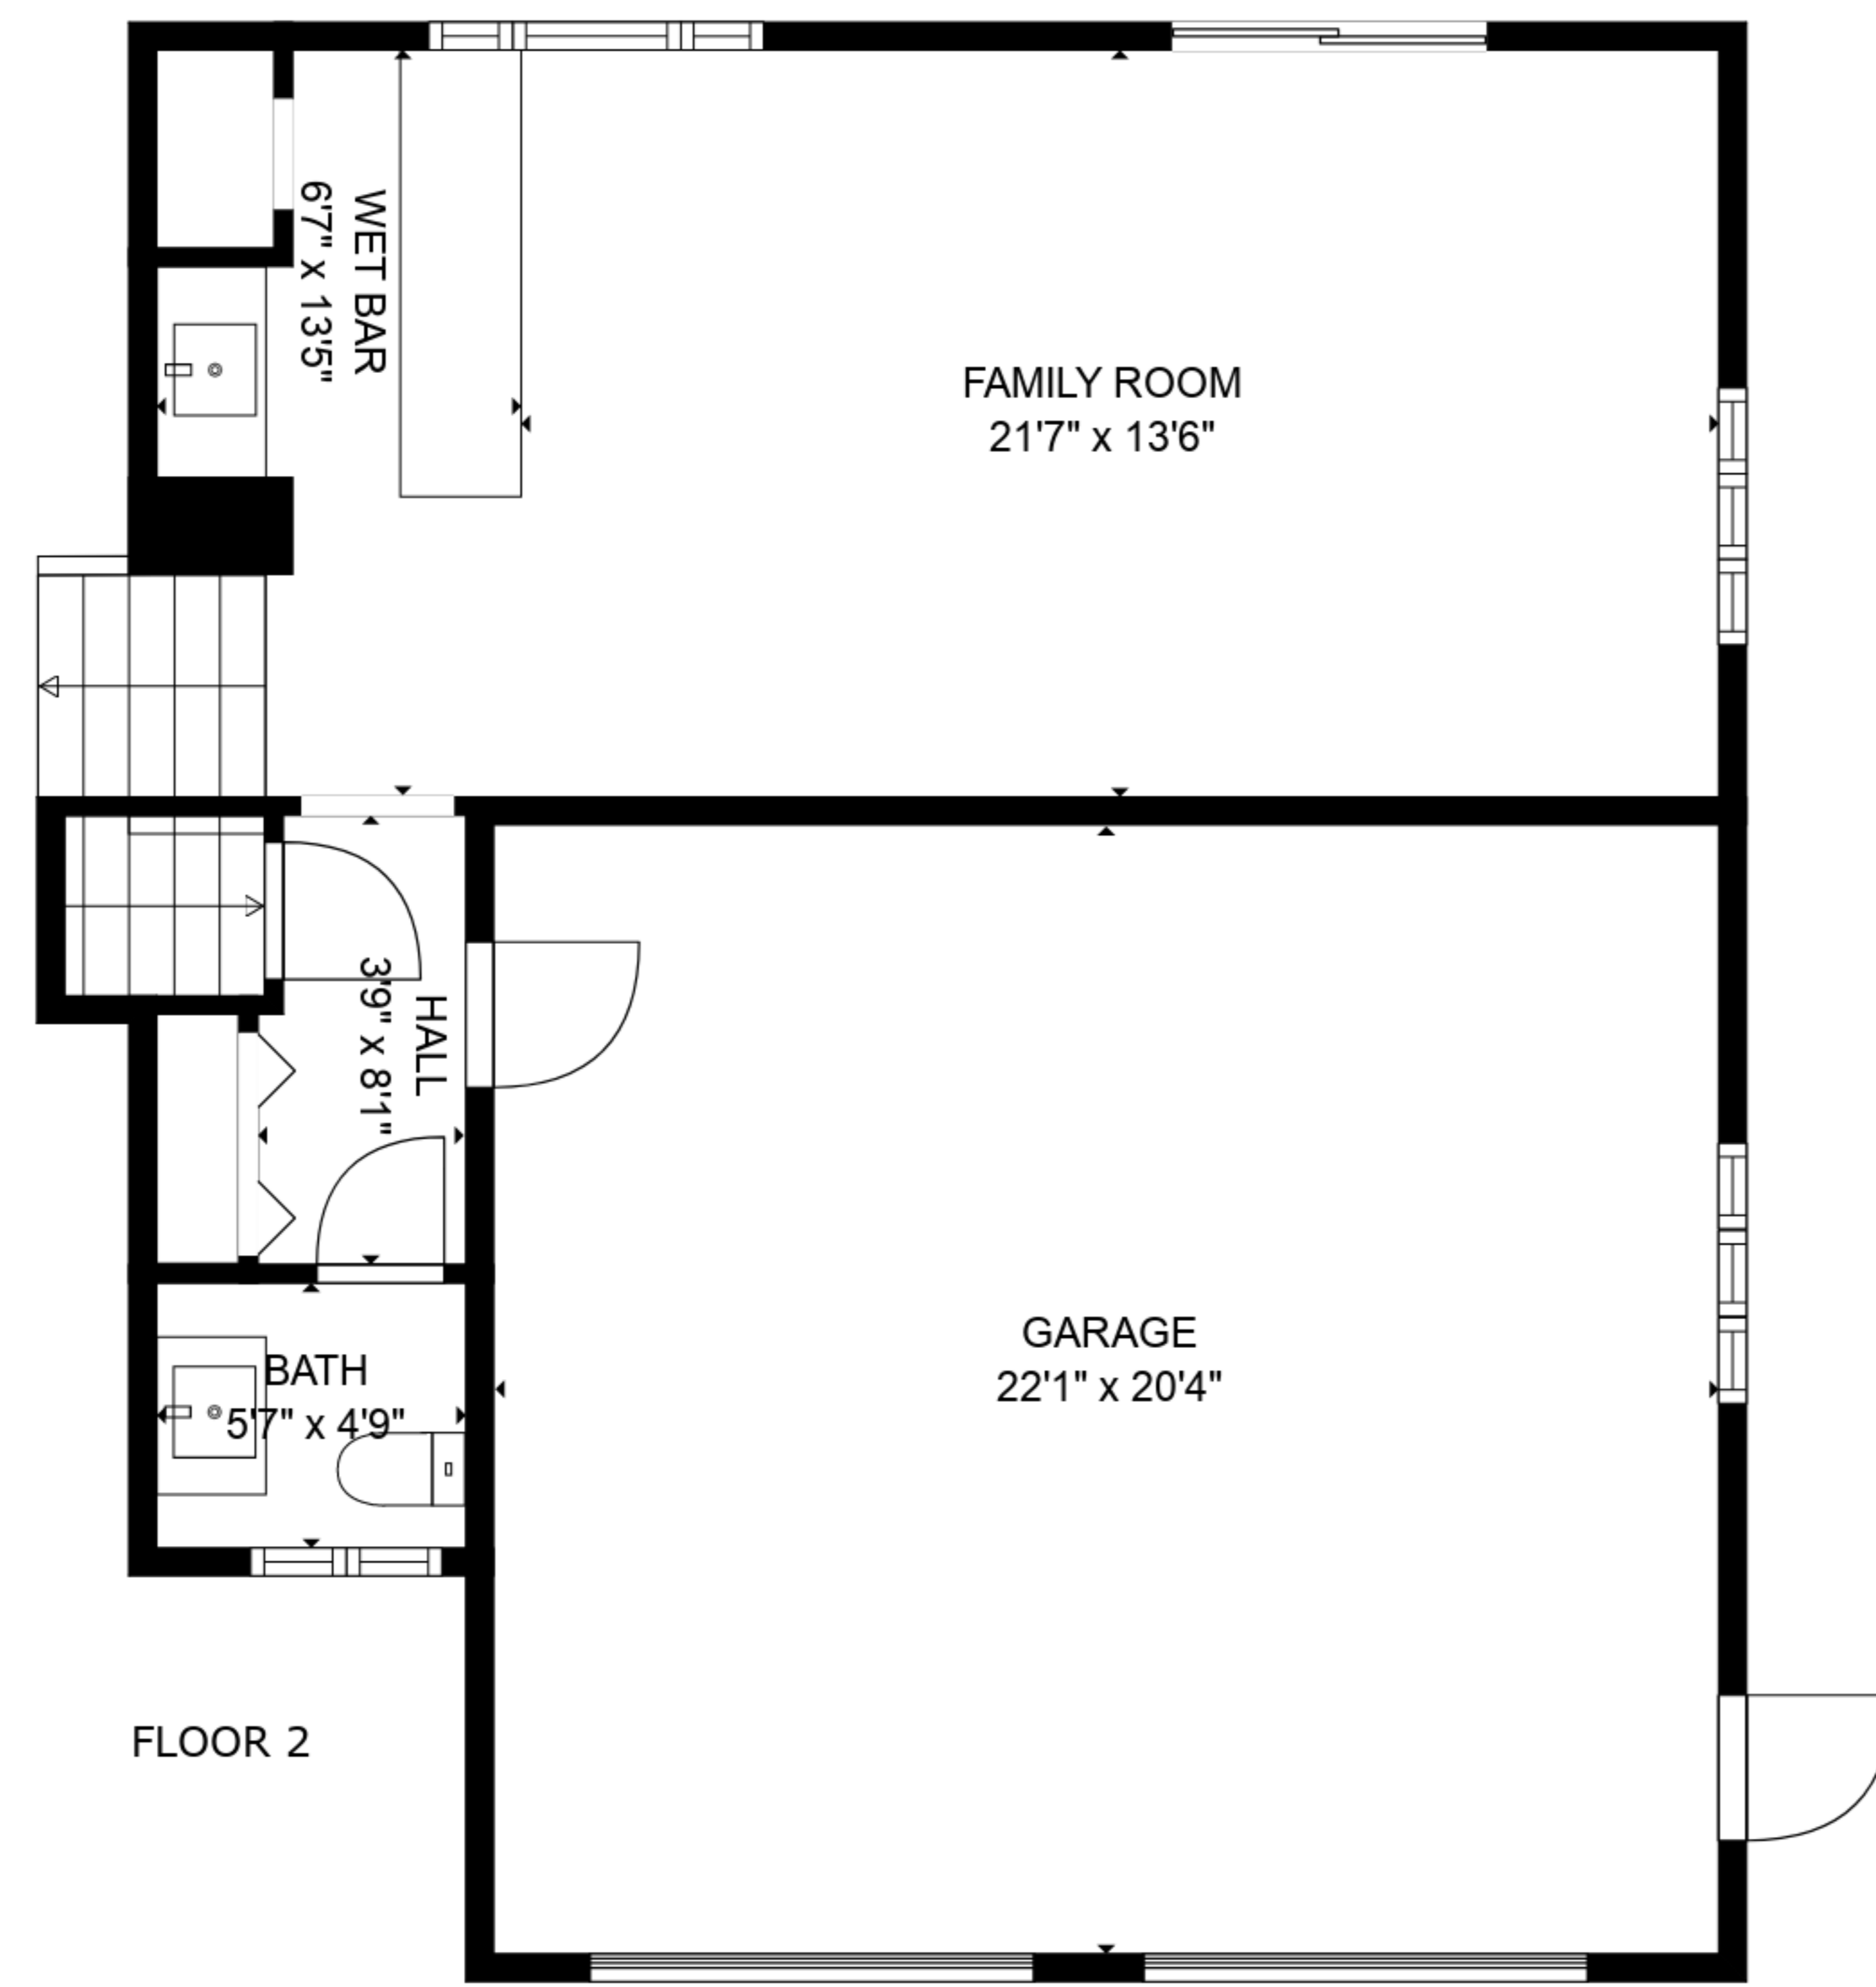 WET BAR
6'7" x 13'5"
FAMILY ROOM
21'7" x 13'6"
HALL
3'9" x 8'1"
GARAGE
22'1" x 20'4"
BATH
5'7" x 4'9"
FLOOR 2